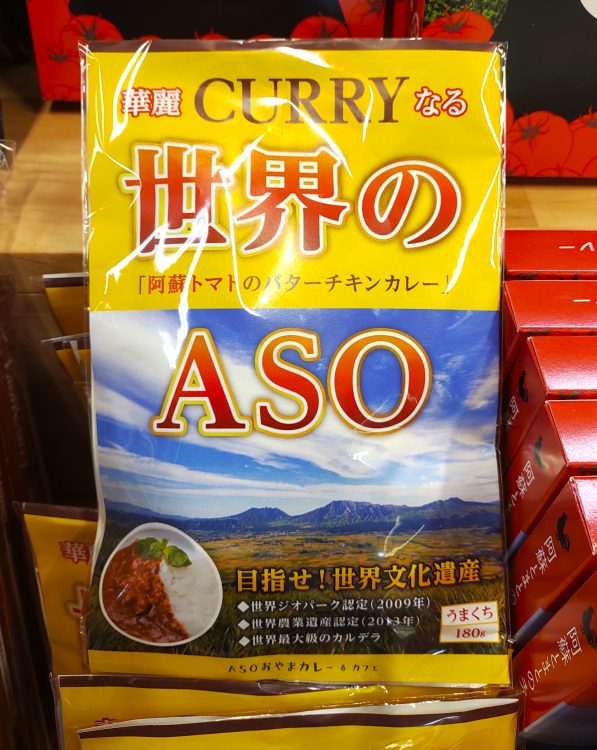 華麗 CURRY なる
世界の
「阿蘇トマトのバターチキンカレー」
ASO
目指せ!世界文化遺産
◆世界ジオパーク認定(2009年)
◆世界農業遺産認定(2013年)
◆世界最大級のカルデラ
うまくち
180g
ASOおやまカレー & カフェ
華麗